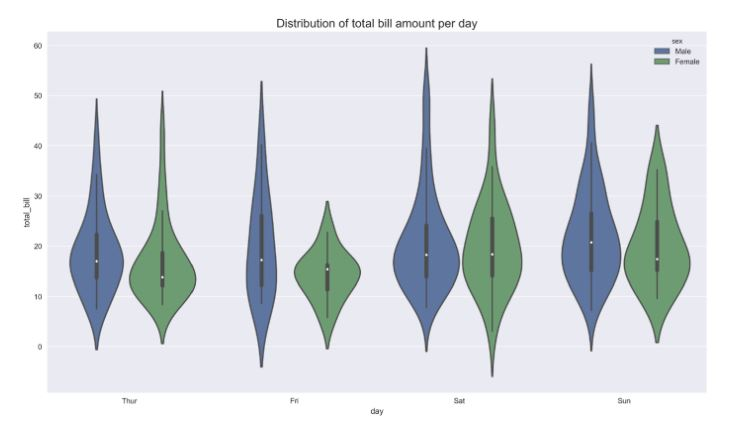 Distribution of total bill amount per day
sex
Male
Female
60
50
40
30
20
10
0
total_bill
Thur
Fri
Sat
Sun
day